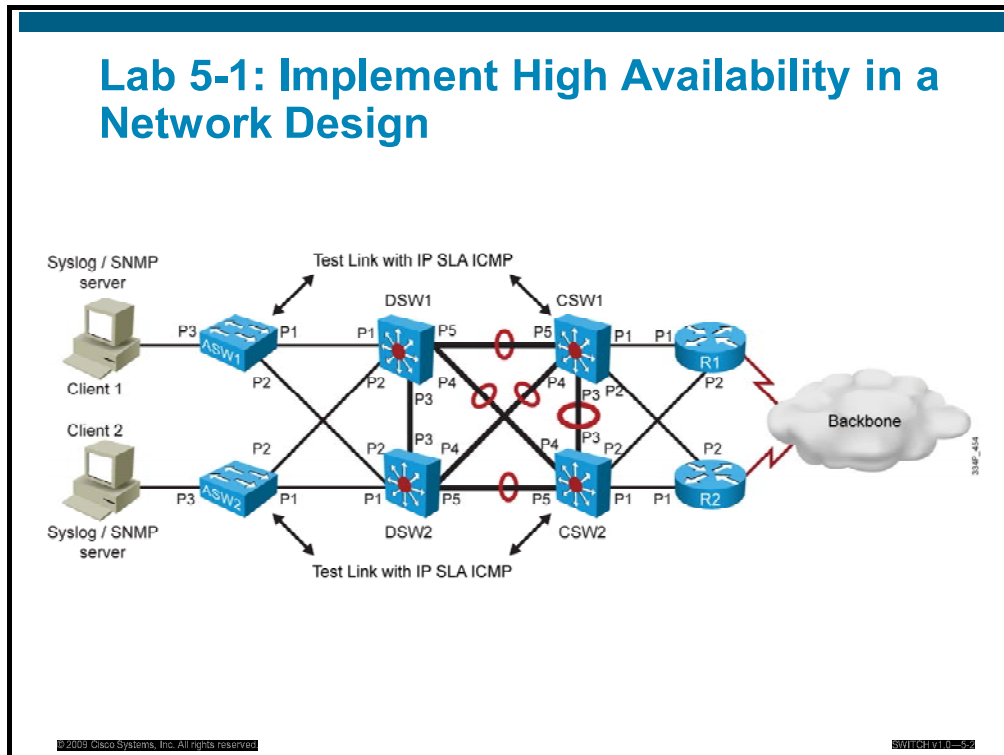 Lab 5-1: Implement High Availability in a
Network Design
Syslog / SNMP
server
Test Link with IP SLA ICMP
DSW1
CSW1
P3
ASW1
P1
P1
P5
P5
P1
P1
R1
Client 1
P2
P2
P4
P4
P3
P2
P2
P3
Client 2
Backbone
P2
P2
P3
P4
P4
P3
P2
P2
P3
ASW2
P1
P1
P5
P5
P1
P1
R2
Syslog / SNMP
server
DSW2
CSW2
Test Link with IP SLA ICMP
334P_454
© 2009 Cisco Systems, Inc. All rights reserved.
SWITCH v1.0—5-2